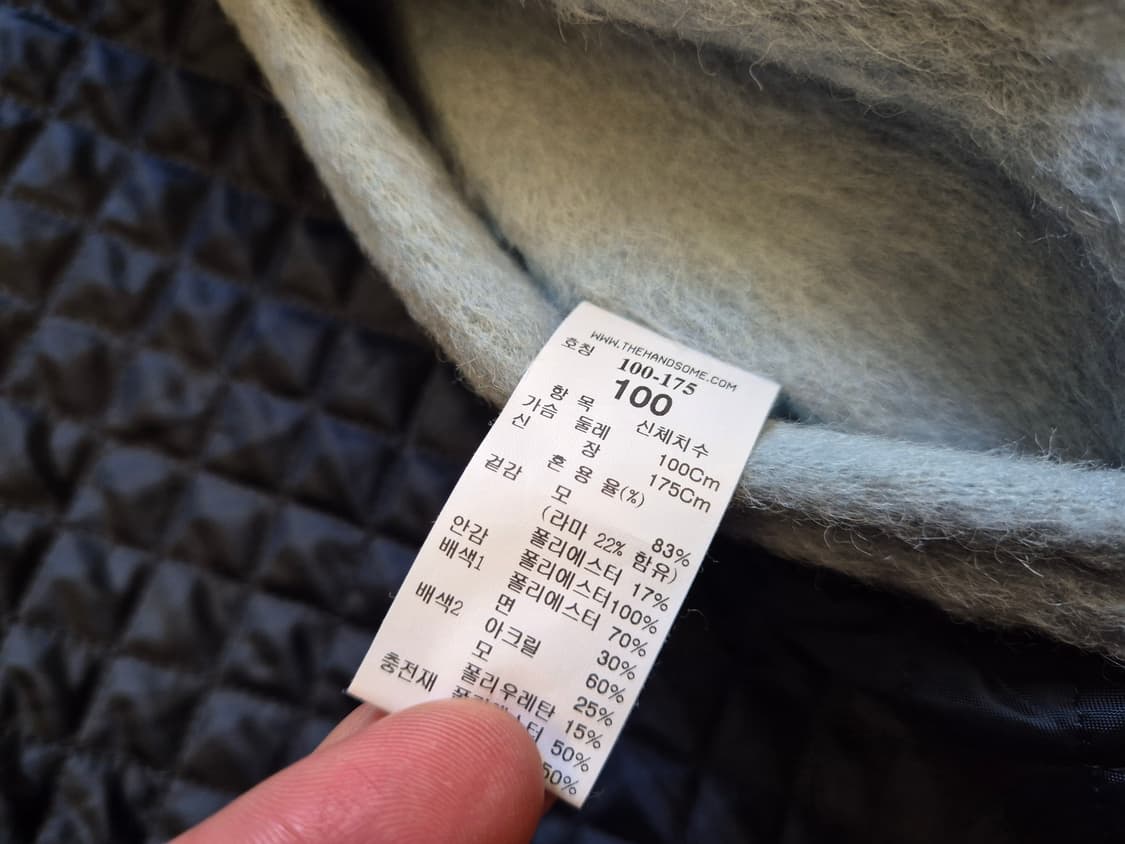 WWW.THEHANDSOME.COM
호칭 100-175
100
항 목 신체치수
가슴 둘레 100Cm
신 장 175Cm
혼 용 율(%)
겉감 모 83%
(라마 22% 함유)
폴리에스터 17%
안감 폴리에스터100%
배색1 폴리에스터 70%
면 30%
배색2 아크릴 60%
모 25%
폴리우레탄 15%
충전재 50%
50%